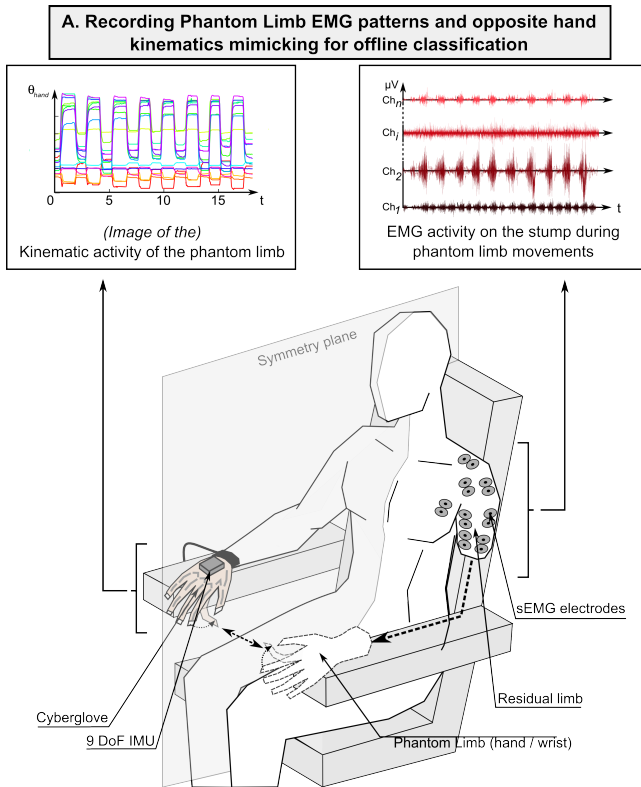 A. Recording Phantom Limb EMG patterns and opposite hand
kinematics mimicking for offline classification
θhand
0
5
10
15
t
(Image of the)
Kinematic activity of the phantom limb
μV
Chn
Chi
Ch2
Ch1
t
EMG activity on the stump during
phantom limb movements
Symmetry plane
sEMG electrodes
Residual limb
Cyberglove
9 DoF IMU
Phantom Limb (hand / wrist)